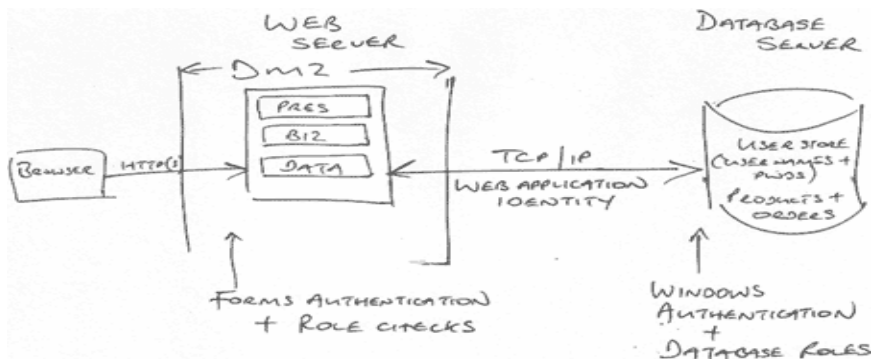 WEB
SERVER
DATABASE
SERVER
DMZ
PRES
BIZ
DATA
BROWSER
HTTP(S)
TCP/IP
WEB APPLICATION
IDENTITY
USER STORE
(USER NAMES +
PWDS)
PRODUCTS +
ORDERS
FORMS AUTHENTICATION
+ ROLE CHECKS
WINDOWS
AUTHENTICATION
+
DATABASE ROLES